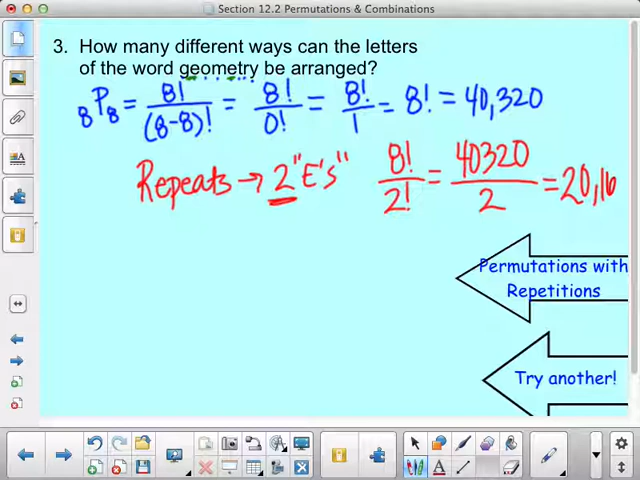 Section 12.2 Permutations & Combinations
3. How many different ways can the letters
of the word geometry be arranged?
₈P₈ = 8!/(8-8)! = 8!/0! = 8!/1 = 8! = 40,320
Repeats → 2 "E's" 8!/2! = 40320/2 = 20,16
Permutations with
Repetitions
Try another!
A